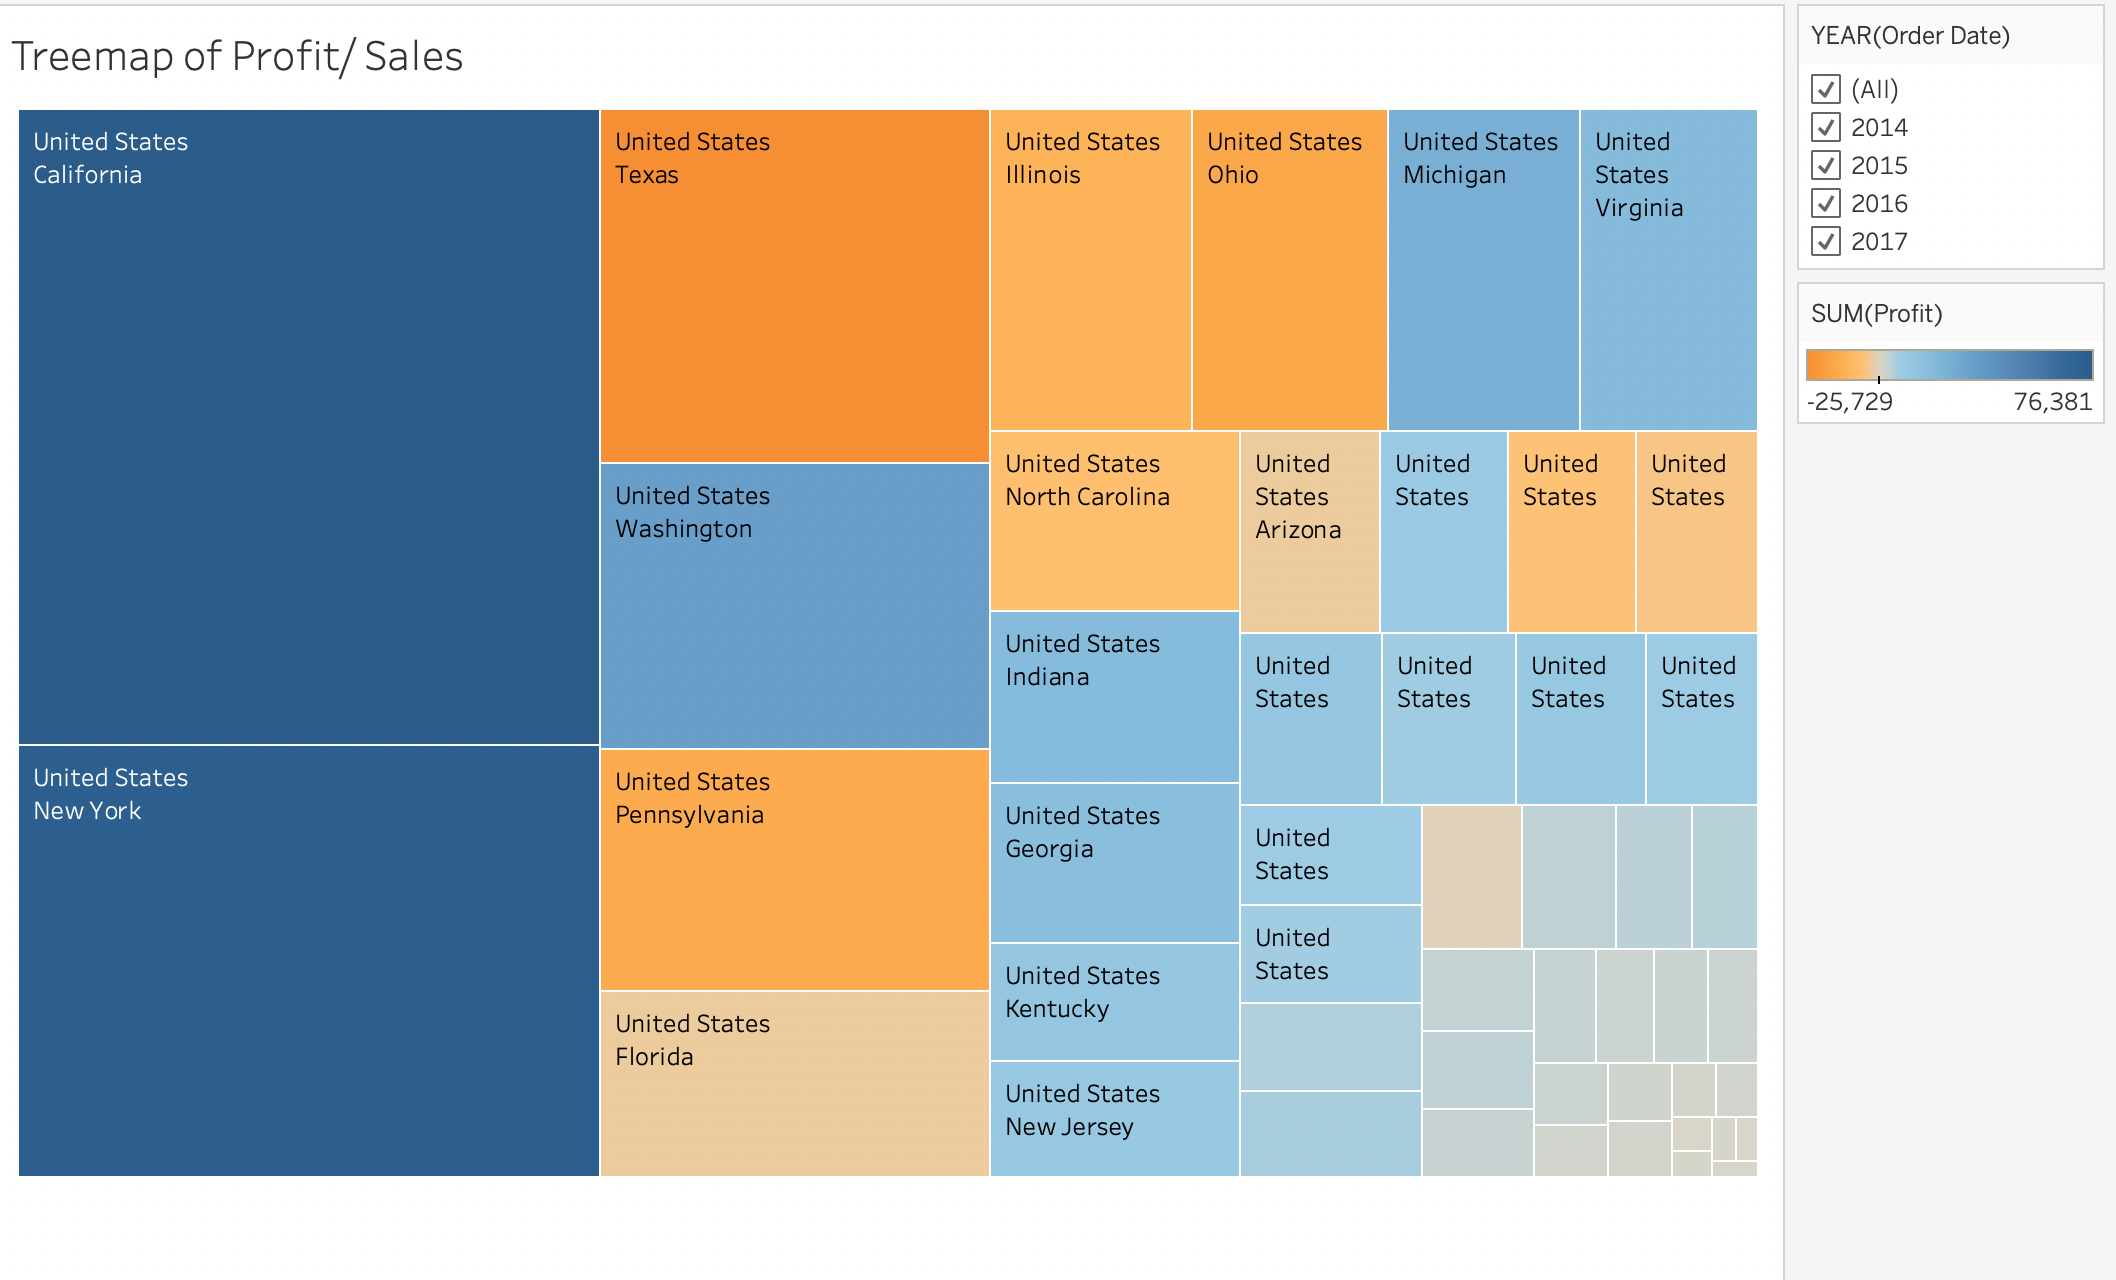 Treemap of Profit/ Sales
United States
California
United States
New York
United States
Texas
United States
Washington
United States
Pennsylvania
United States
Florida
United States
Illinois
United States
Ohio
United States
Michigan
United
States
Virginia
United States
North Carolina
United States
Indiana
United States
Georgia
United States
Kentucky
United States
New Jersey
United
States
Arizona
United
States
United
States
United
States
United
States
United
States
United
States
United
States
United
States
United
States
YEAR(Order Date)
(All)
2014
2015
2016
2017
SUM(Profit)
-25,729
76,381